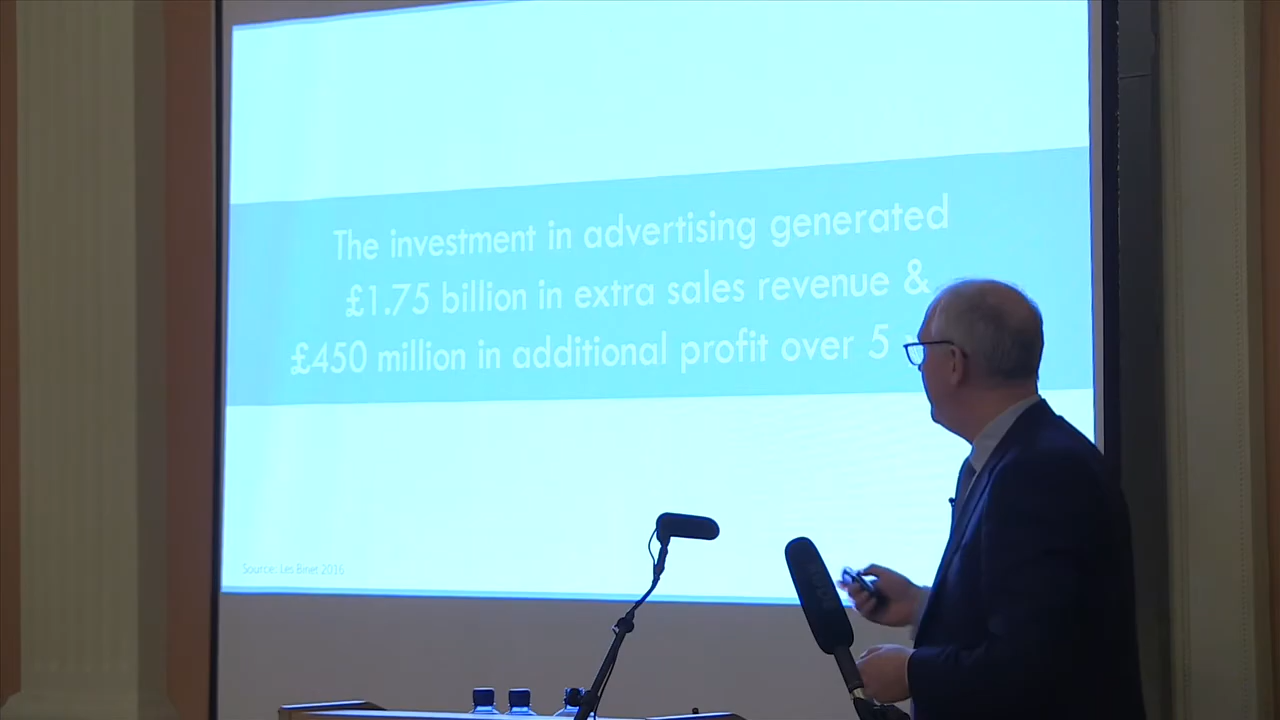 The investment in advertising generated
£1.75 billion in extra sales revenue &
£450 million in additional profit over 5
Source: Les Binet 2016